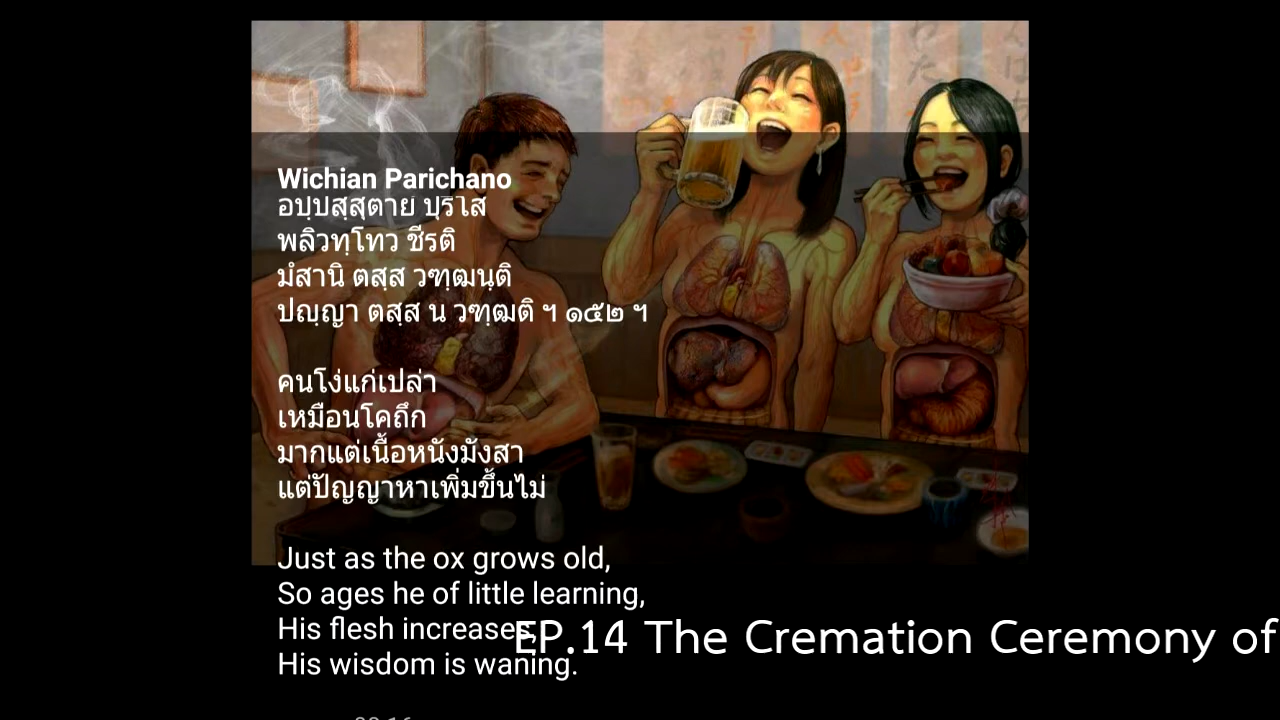 Wichian Parichano
อปฺปสฺสุตายํ ปุริโส
พลิวทฺโทว ชีรติ
มํสานิ ตสฺส วฑฺฒนฺติ
ปญฺญา ตสฺส น วฑฺฒติ ฯ ๑๕๒ ฯ
คนโง่แก่เปล่า
เหมือนโคถึก
มากแต่เนื้อหนังมังสา
แต่ปัญญาหาเพิ่มขึ้นไม่
Just as the ox grows old,
So ages he of little learning,
His flesh increases,
His wisdom is waning.
EP.14 The Cremation Ceremony of